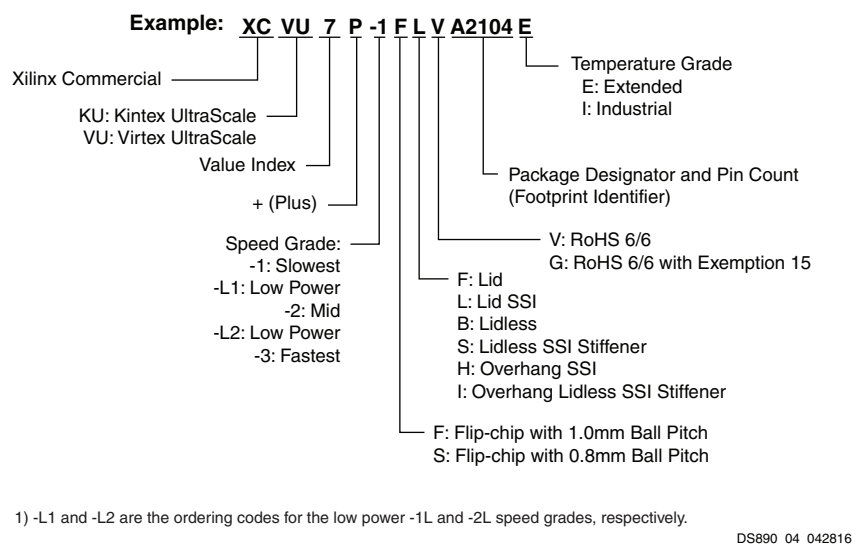 Example: XC VU 7 P -1 F L V A2104 E
Temperature Grade
E: Extended
I: Industrial
Xilinx Commercial
KU: Kintex UltraScale
VU: Virtex UltraScale
Value Index
Package Designator and Pin Count
(Footprint Identifier)
+ (Plus)
Speed Grade:
-1: Slowest
-L1: Low Power
-2: Mid
-L2: Low Power
-3: Fastest
V: RoHS 6/6
G: RoHS 6/6 with Exemption 15
F: Lid
L: Lid SSI
B: Lidless
S: Lidless SSI Stiffener
H: Overhang SSI
I: Overhang Lidless SSI Stiffener
F: Flip-chip with 1.0mm Ball Pitch
S: Flip-chip with 0.8mm Ball Pitch
1) -L1 and -L2 are the ordering codes for the low power -1L and -2L speed grades, respectively.
DS890_04_042816